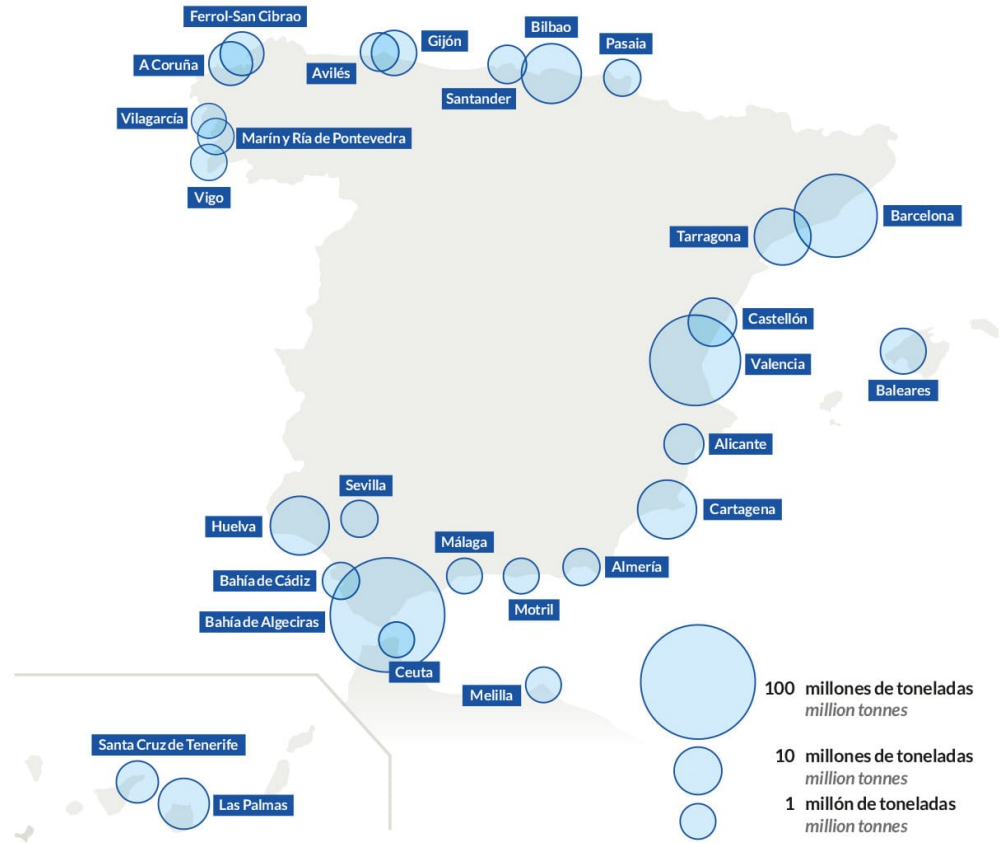 Ferrol-San Cibrao
A Coruña
Avilés
Gijón
Bilbao
Santander
Pasaia
Vilagarcía
Marín y Ría de Pontevedra
Vigo
Barcelona
Tarragona
Castellón
Valencia
Baleares
Alicante
Cartagena
Sevilla
Huelva
Málaga
Almería
Bahía de Cádiz
Motril
Bahía de Algeciras
Ceuta
Melilla
Santa Cruz de Tenerife
Las Palmas
100 millones de toneladas
million tonnes
10 millones de toneladas
million tonnes
1 millón de toneladas
million tonnes